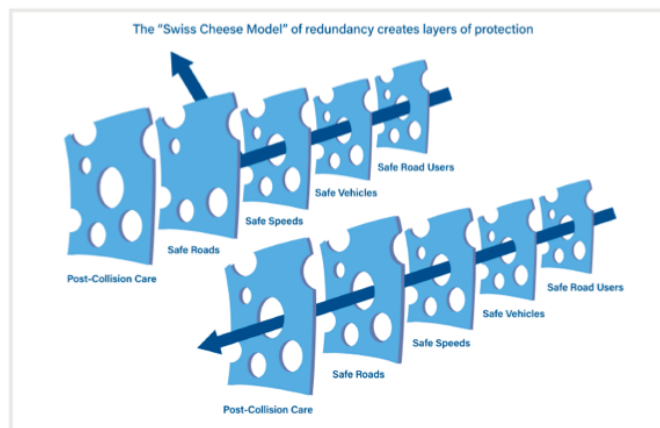 The "Swiss Cheese Model" of redundancy creates layers of protection
Safe Road Users
Safe Vehicles
Safe Speeds
Safe Roads
Post-Collision Care
Safe Road Users
Safe Vehicles
Safe Speeds
Safe Roads
Post-Collision Care